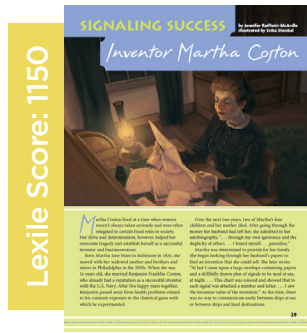 Lexile Score: 1150
SIGNALING SUCCESS
by Jennifer
illustrated by Erika Steiskal
Inventor Martha Coston
Martha Coston lived at a time when women
weren't always taken seriously and were often
relegated to certain fixed roles in society.
Her drive and determination, however, helped her
overcome tragedy and establish herself as a successful
inventor and businesswoman.
Born Martha Jane Hunt in Baltimore in 1826, she
moved with her widowed mother and brothers and
sisters to Philadelphia in the 1830s. When she was
16 years old, she married Benjamin Franklin Coston,
who already had a reputation as a successful inventor
with the U.S. Navy. After five happy years together,
Benjamin passed away from health problems related
to his constant exposure to the chemical gases with
which he experimented.
Over the next two years, two of Martha's four
children and her mother died. After going through the
money her husband had left her, she admitted in her
autobiography, ". . . through my own ignorance and the
duplicity of others. . . . I found myself . . . penniless."
Martha was determined to provide for her family.
She began looking through her husband's papers to
find an invention that she could sell. She later wrote,
"At last I came upon a large envelope containing papers
and a skillfully drawn plan of signals to be used at sea,
at night. . . . This chart was colored and showed that to
each signal was attached a number and letter. . . . I saw
the immense value of the invention." At the time, there
was no way to communicate easily between ships at sea
or between ships and land destinations.
29